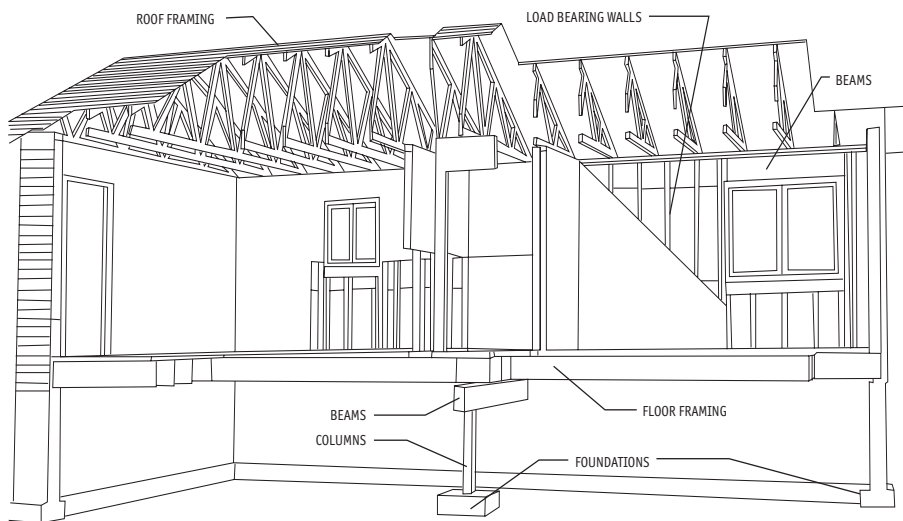 ROOF FRAMING
LOAD BEARING WALLS
BEAMS
BEAMS
FLOOR FRAMING
COLUMNS
FOUNDATIONS